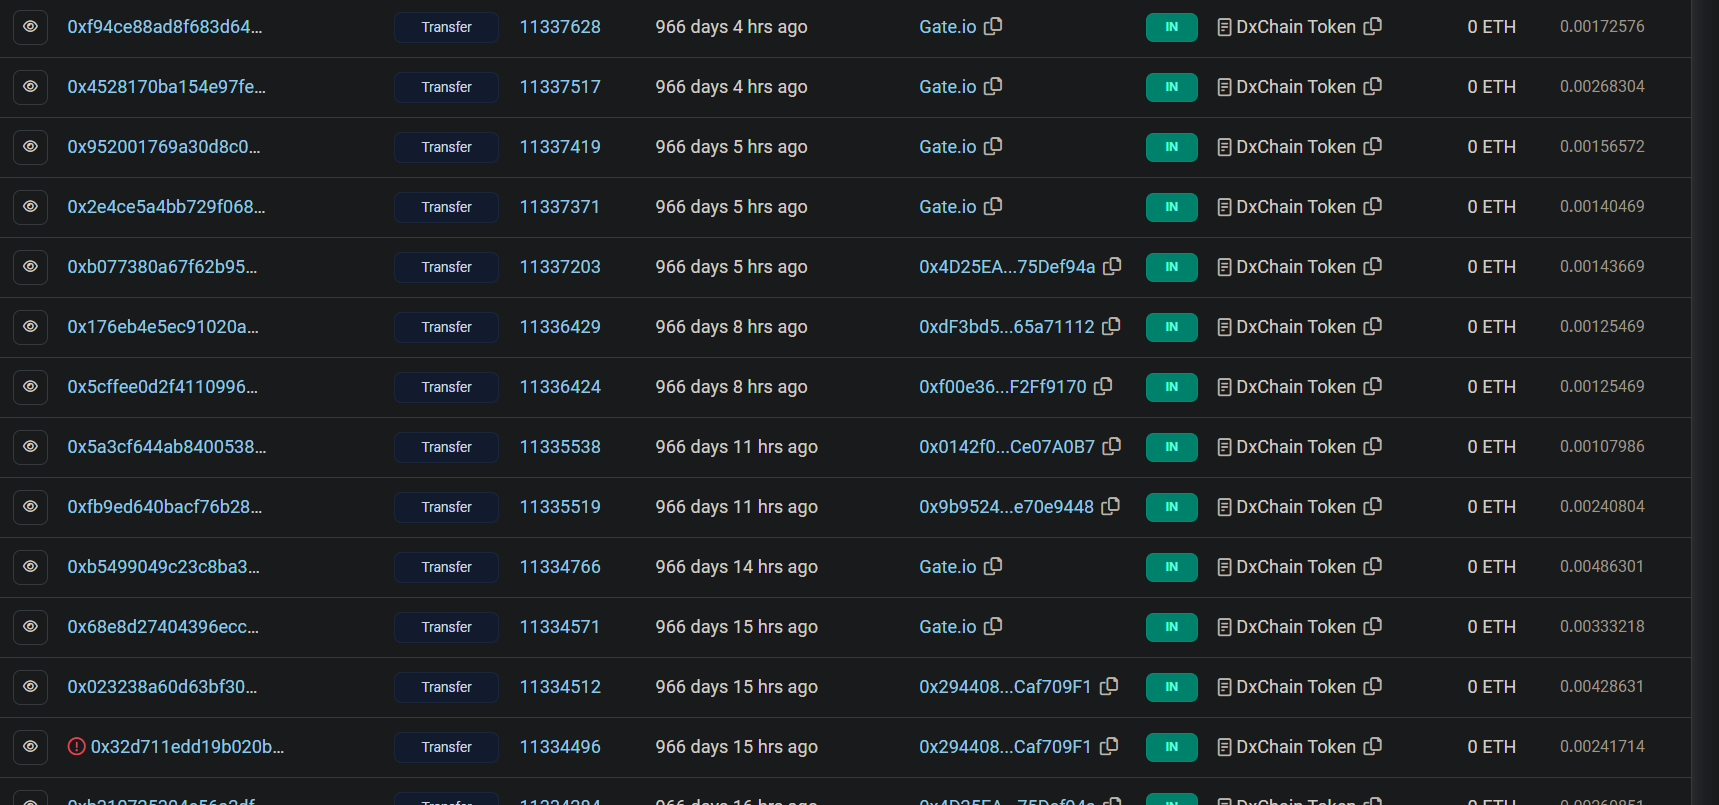 0xf94ce88ad8f683d64... Transfer 11337628 966 days 4 hrs ago Gate.io IN DxChain Token 0 ETH 0.00172576
0x4528170ba154e97fe... Transfer 11337517 966 days 4 hrs ago Gate.io IN DxChain Token 0 ETH 0.00268304
0x952001769a30d8c0... Transfer 11337419 966 days 5 hrs ago Gate.io IN DxChain Token 0 ETH 0.00156572
0x2e4ce5a4bb729f068... Transfer 11337371 966 days 5 hrs ago Gate.io IN DxChain Token 0 ETH 0.00140469
0xb077380a67f62b95... Transfer 11337203 966 days 5 hrs ago 0x4D25EA...75Def94a IN DxChain Token 0 ETH 0.00143669
0x176eb4e5ec91020a... Transfer 11336429 966 days 8 hrs ago 0xdF3bd5...65a71112 IN DxChain Token 0 ETH 0.00125469
0x5cffee0d2f4110996... Transfer 11336424 966 days 8 hrs ago 0xf00e36...F2Ff9170 IN DxChain Token 0 ETH 0.00125469
0x5a3cf644ab8400538... Transfer 11335538 966 days 11 hrs ago 0x0142f0...Ce07A0B7 IN DxChain Token 0 ETH 0.00107986
0xfb9ed640bacf76b28... Transfer 11335519 966 days 11 hrs ago 0x9b9524...e70e9448 IN DxChain Token 0 ETH 0.00240804
0xb5499049c23c8ba3... Transfer 11334766 966 days 14 hrs ago Gate.io IN DxChain Token 0 ETH 0.00486301
0x68e8d27404396ecc... Transfer 11334571 966 days 15 hrs ago Gate.io IN DxChain Token 0 ETH 0.00333218
0x023238a60d63bf30... Transfer 11334512 966 days 15 hrs ago 0x294408...Caf709F1 IN DxChain Token 0 ETH 0.00428631
0x32d711edd19b020b... Transfer 11334496 966 days 15 hrs ago 0x294408...Caf709F1 IN DxChain Token 0 ETH 0.00241714
Transfer 966 days 16 hrs ago 0x4D25EA...75Def94a IN DxChain Token 0 ETH